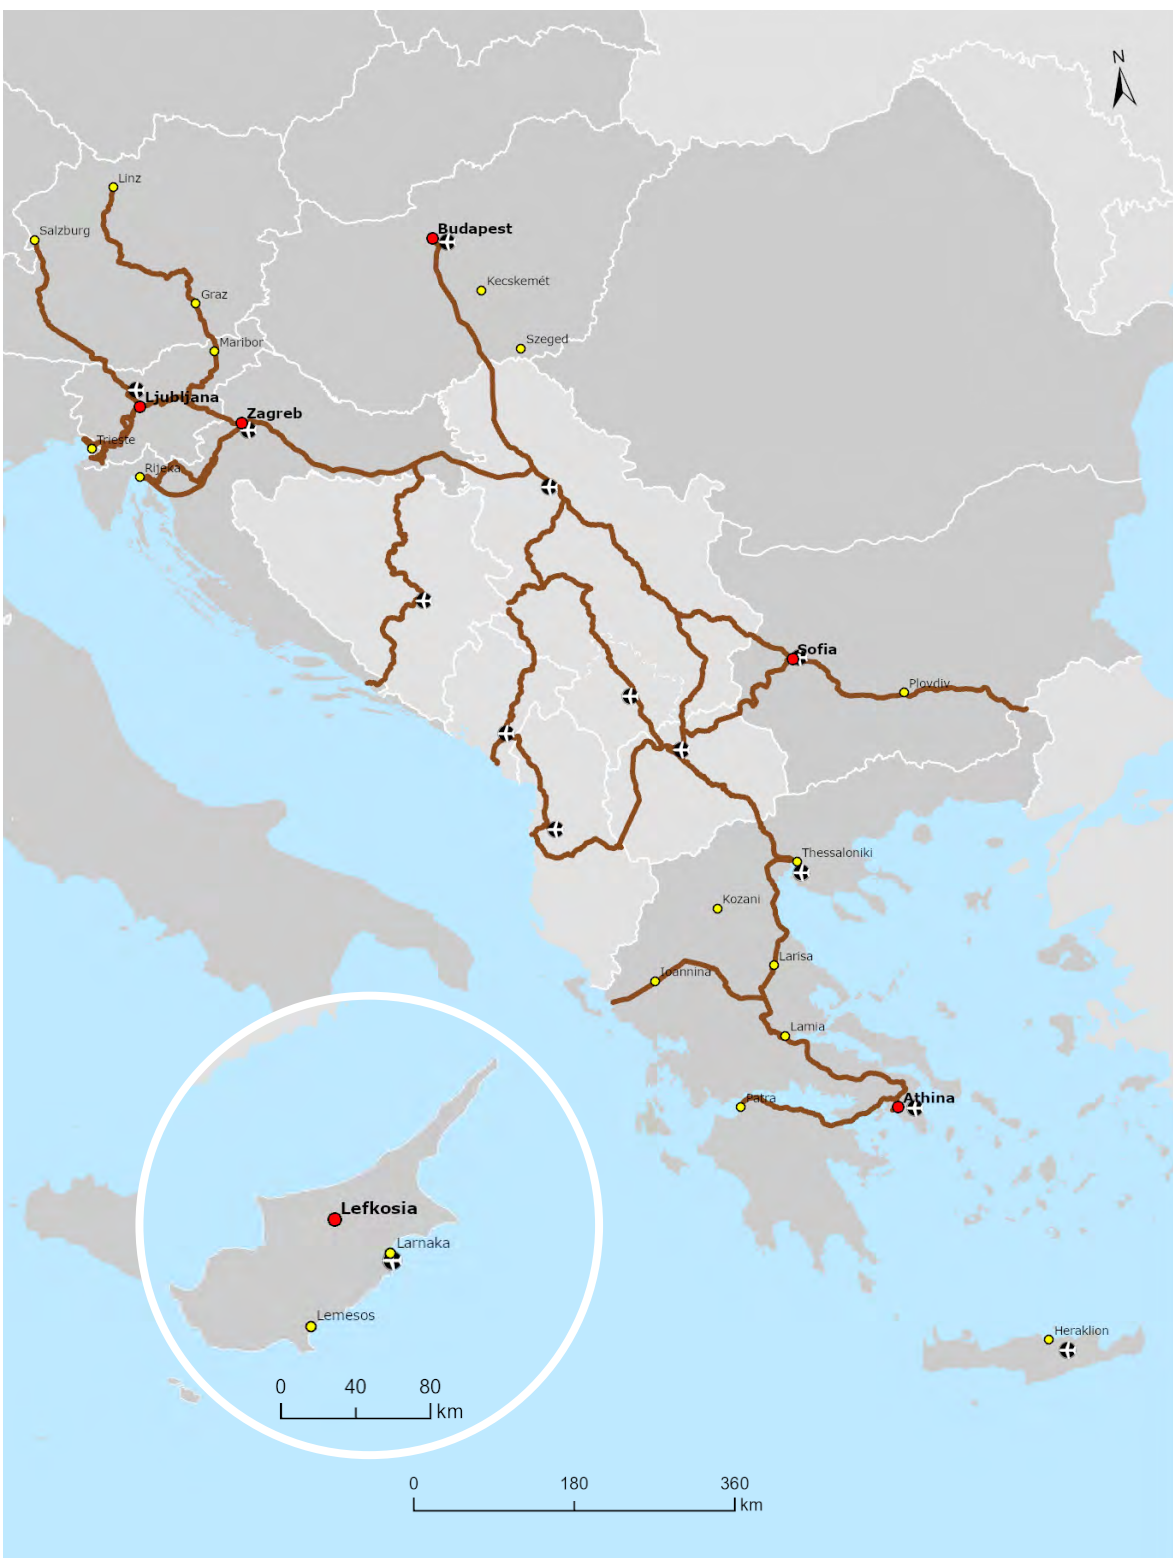 N
Linz
Salzburg
Budapest
Kecskemét
Graz
Szeged
Maribor
Ljubljana
Zagreb
Trieste
Rijeka
Sofia
Plovdiv
Thessaloniki
Kozani
Larisa
Ioannina
Lamia
Patra
Athina
Lefkosia
Larnaka
Lemesos
Heraklion
0 40 80
km
0 180 360
km